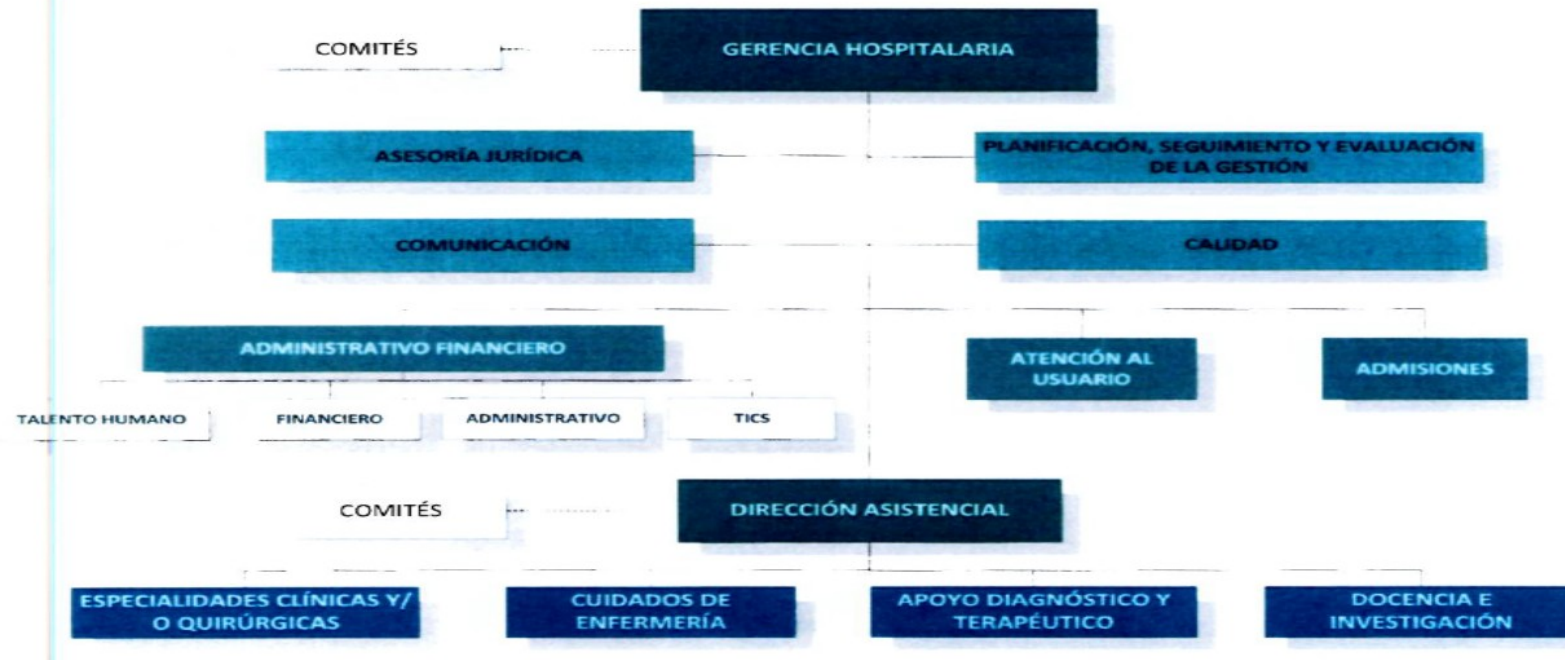 COMITÉS
GERENCIA HOSPITALARIA
ASESORÍA JURÍDICA
PLANIFICACIÓN, SEGUIMIENTO Y EVALUACIÓN
DE LA GESTIÓN
COMUNICACIÓN
CALIDAD
ADMINISTRATIVO FINANCIERO
ATENCIÓN AL
USUARIO
ADMISIONES
TALENTO HUMANO
FINANCIERO
ADMINISTRATIVO
TICS
COMITÉS
DIRECCIÓN ASISTENCIAL
ESPECIALIDADES CLÍNICAS Y/
O QUIRÚRGICAS
CUIDADOS DE
ENFERMERÍA
APOYO DIAGNÓSTICO Y
TERAPÉUTICO
DOCENCIA E
INVESTIGACIÓN